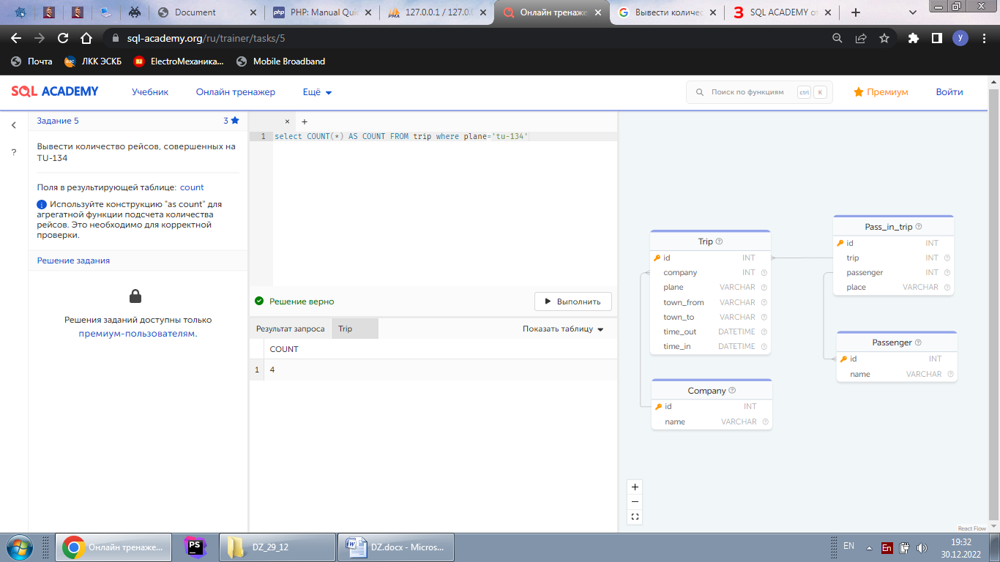 Document
PHP: Manual Quic
127.0.0.1 / 127.0.0
Онлайн тренаже
Вывести количес
SQL ACADEMY от
sql-academy.org/ru/trainer/tasks/5
У
Почта
ЛКК ЭСКБ
ElectroМеханика...
Mobile Broadband
SQL ACADEMY
Учебник
Онлайн тренажер
Ещё
Поиск по функциям
ctrl
K
Премиум
Войти
Задание 5
3
Вывести количество рейсов, совершенных на
TU-134
Поля в результирующей таблице: count
Используйте конструкцию "as count" для
агрегатной функции подсчета количества
рейсов. Это необходимо для корректной
проверки.
Решение задания
Решения заданий доступны только
премиум-пользователям.
1 select COUNT(*) AS COUNT FROM trip where plane='tu-134'
Решение верно
Выполнить
Результат запроса
Trip
Показать таблицу
COUNT
1 4
Trip
id INT
company INT
plane VARCHAR
town_from VARCHAR
town_to VARCHAR
time_out DATETIME
time_in DATETIME
Company
id INT
name VARCHAR
Pass_in_trip
id INT
trip INT
passenger INT
place VARCHAR
Passenger
id INT
name VARCHAR
React Flow
Онлайн тренаже...
PS
DZ_29_12
DZ.docx - Micros...
EN
En
19:32
30.12.2022